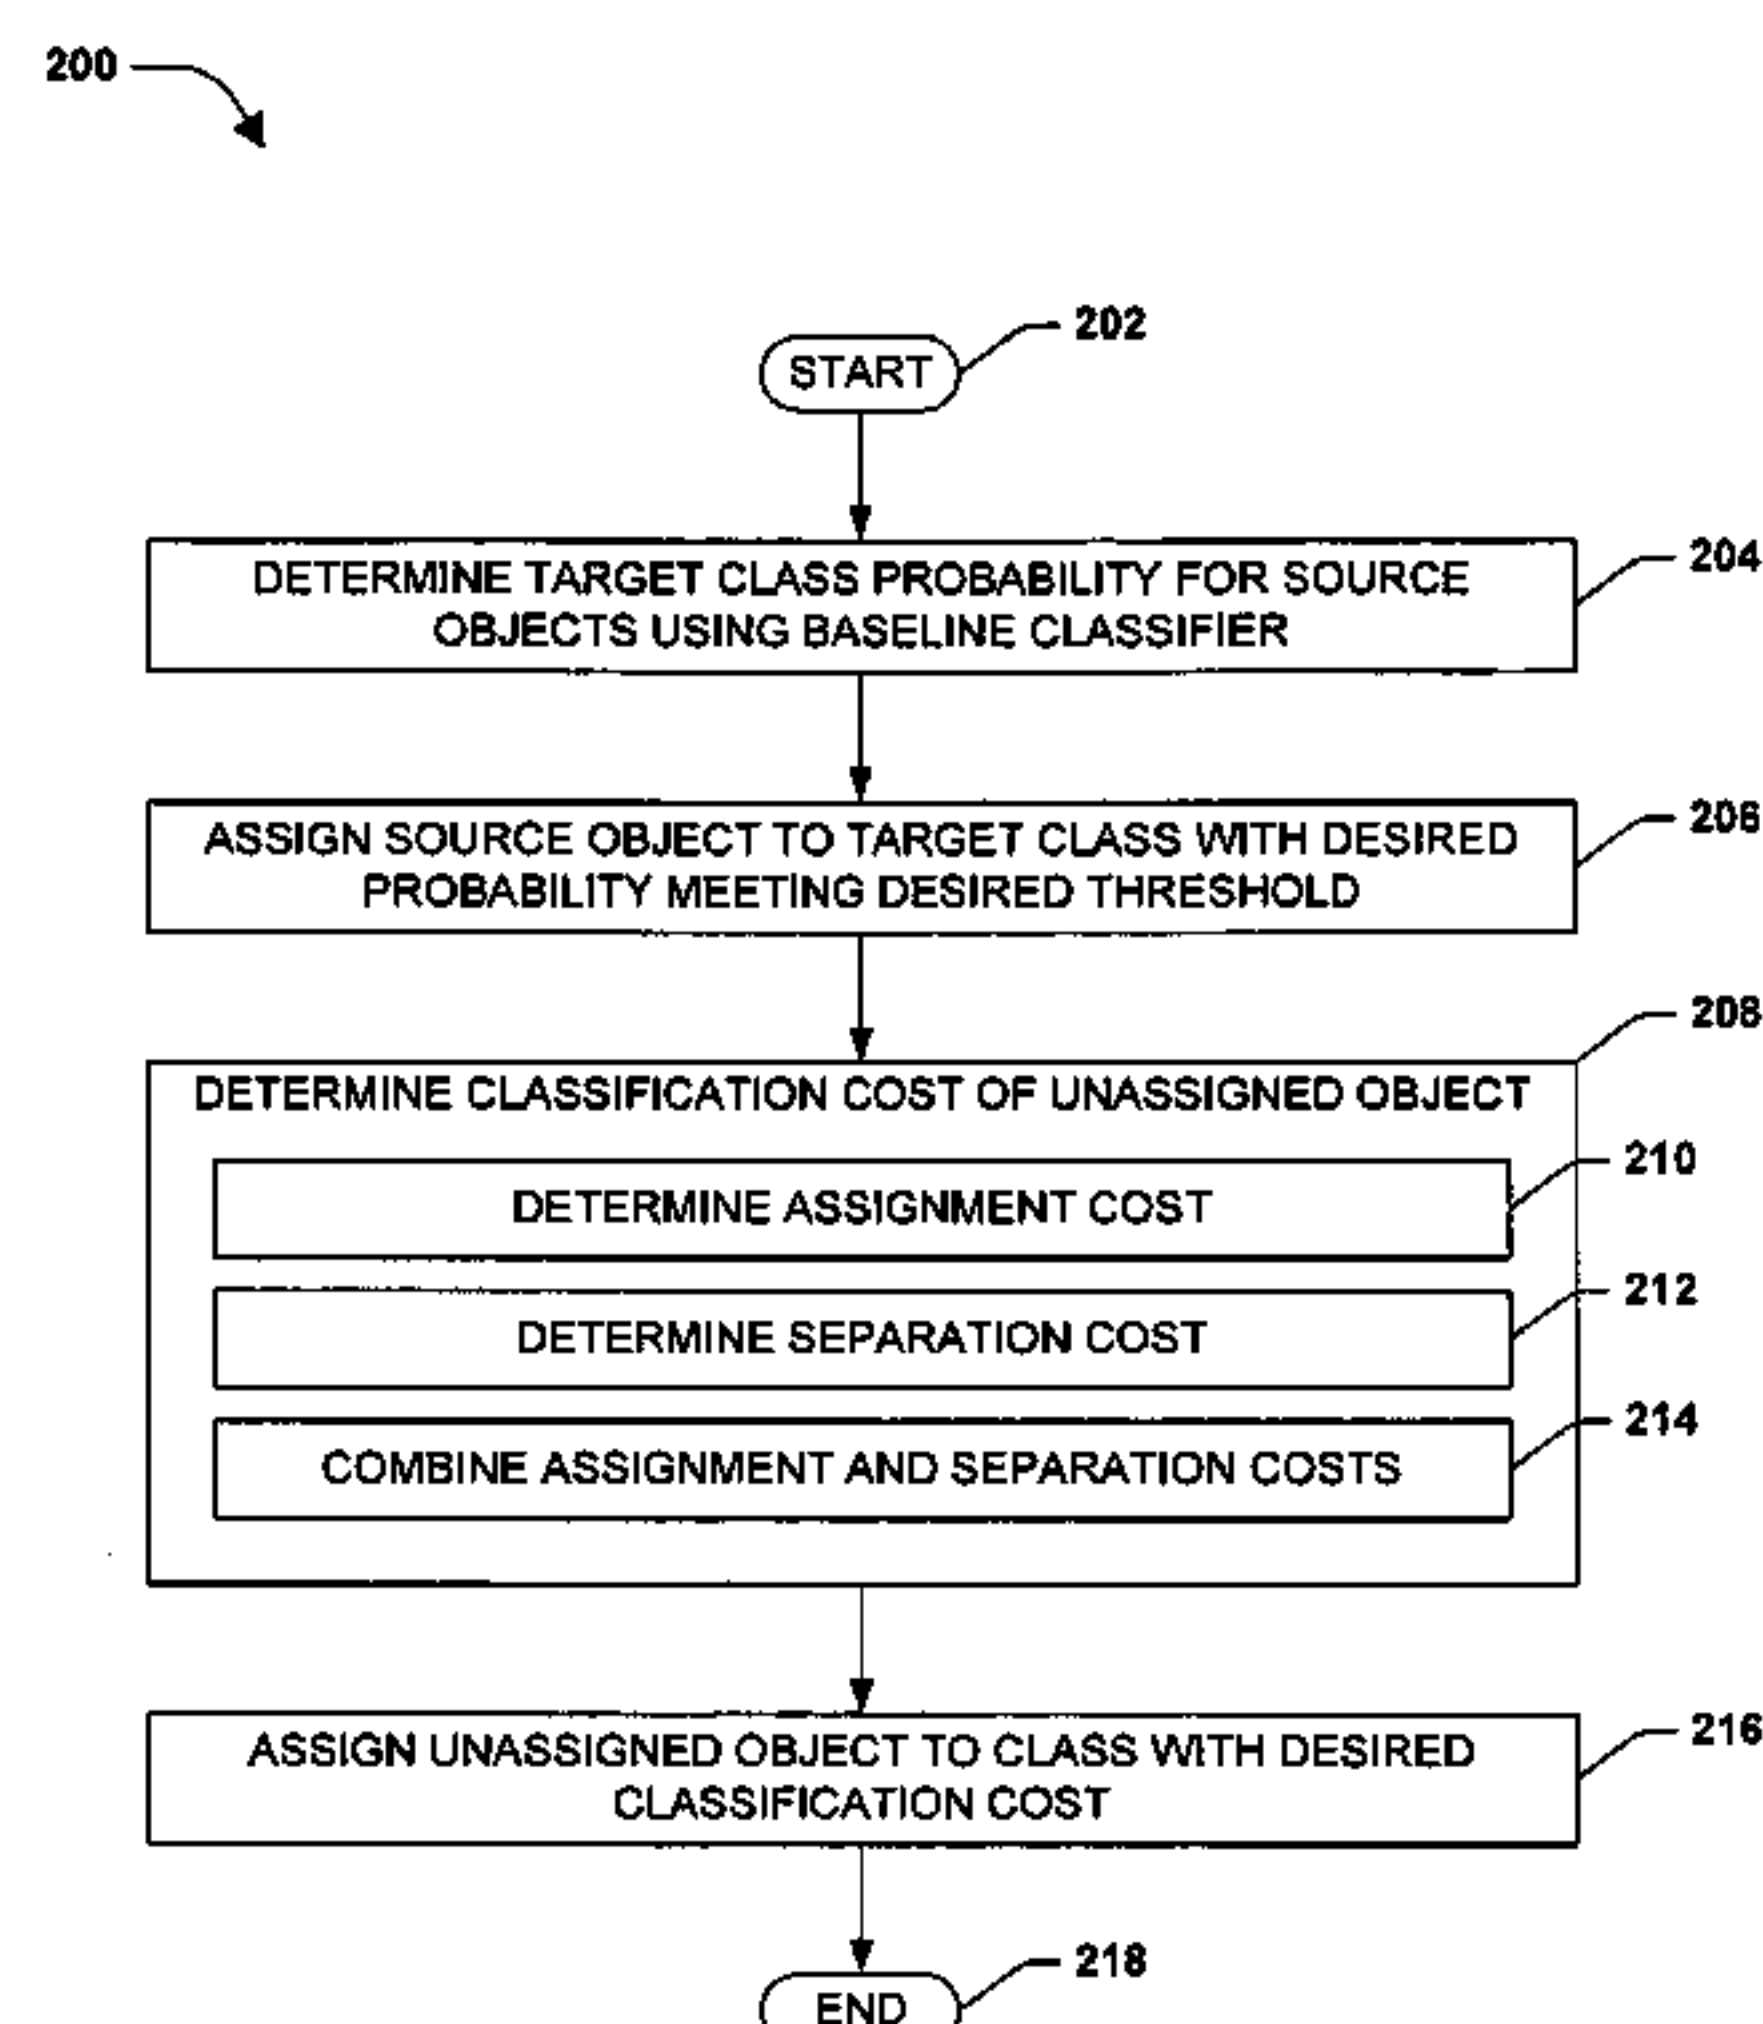 200
202
START
204
DETERMINE TARGET CLASS PROBABILITY FOR SOURCE
OBJECTS USING BASELINE CLASSIFIER
206
ASSIGN SOURCE OBJECT TO TARGET CLASS WITH DESIRED
PROBABILITY MEETING DESIRED THRESHOLD
208
DETERMINE CLASSIFICATION COST OF UNASSIGNED OBJECT
210
DETERMINE ASSIGNMENT COST
212
DETERMINE SEPARATION COST
214
COMBINE ASSIGNMENT AND SEPARATION COSTS
216
ASSIGN UNASSIGNED OBJECT TO CLASS WITH DESIRED
CLASSIFICATION COST
218
END